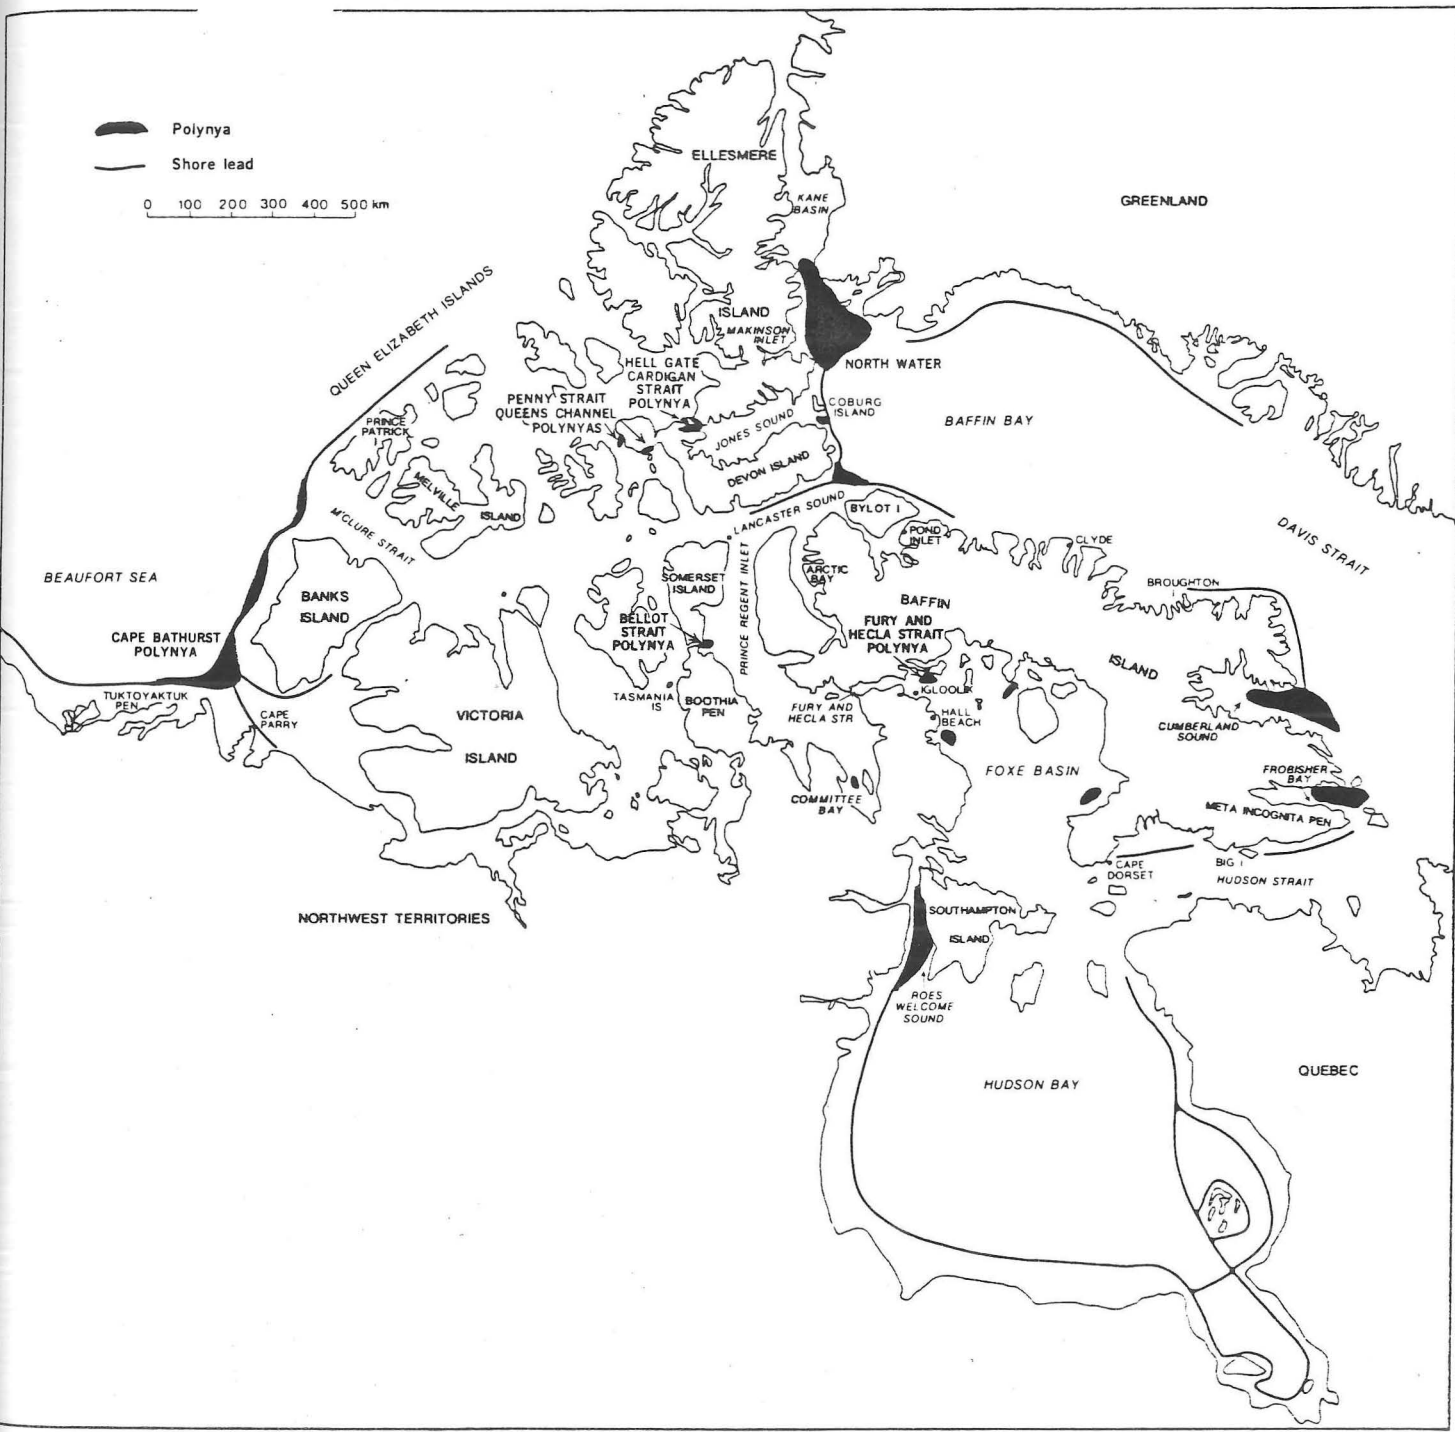 Polynya
Shore lead
0 100 200 300 400 500 km
ELLESMERE
KANE
BASIN
GREENLAND
QUEEN ELIZABETH ISLANDS
ISLAND
MAKINSON
INLET
NORTH WATER
HELL GATE
CARDIGAN
STRAIT
POLYNYA
PENNY STRAIT
QUEENS CHANNEL
POLYNYAS
COBURG
ISLAND
BAFFIN BAY
PRINCE
PATRICK
I
JONES SOUND
DEVON ISLAND
MELVILLE
ISLAND
M'CLURE STRAIT
LANCASTER SOUND
BYLOT I
POND
INLET
CLYDE
DAVIS STRAIT
BEAUFORT SEA
BANKS
ISLAND
SOMERSET
ISLAND
PRINCE REGENT INLET
ARCTIC
BAY
BROUGHTON
BAFFIN
ISLAND
CAPE BATHURST
POLYNYA
BELLOT
STRAIT
POLYNYA
FURY AND
HECLA STRAIT
POLYNYA
TUKTOYAKTUK
PEN
CAPE
PARRY
VICTORIA
ISLAND
TASMANIA
IS
BOOTHIA
PEN
FURY AND
HECLA STR
IGLOOLIK
HALL
BEACH
CUMBERLAND
SOUND
FOXE BASIN
FROBISHER
BAY
COMMITTEE
BAY
META INCOGNITA PEN
CAPE
DORSET
BIG I
HUDSON STRAIT
NORTHWEST TERRITORIES
SOUTHAMPTON
ISLAND
ROES
WELCOME
SOUND
HUDSON BAY
QUEBEC